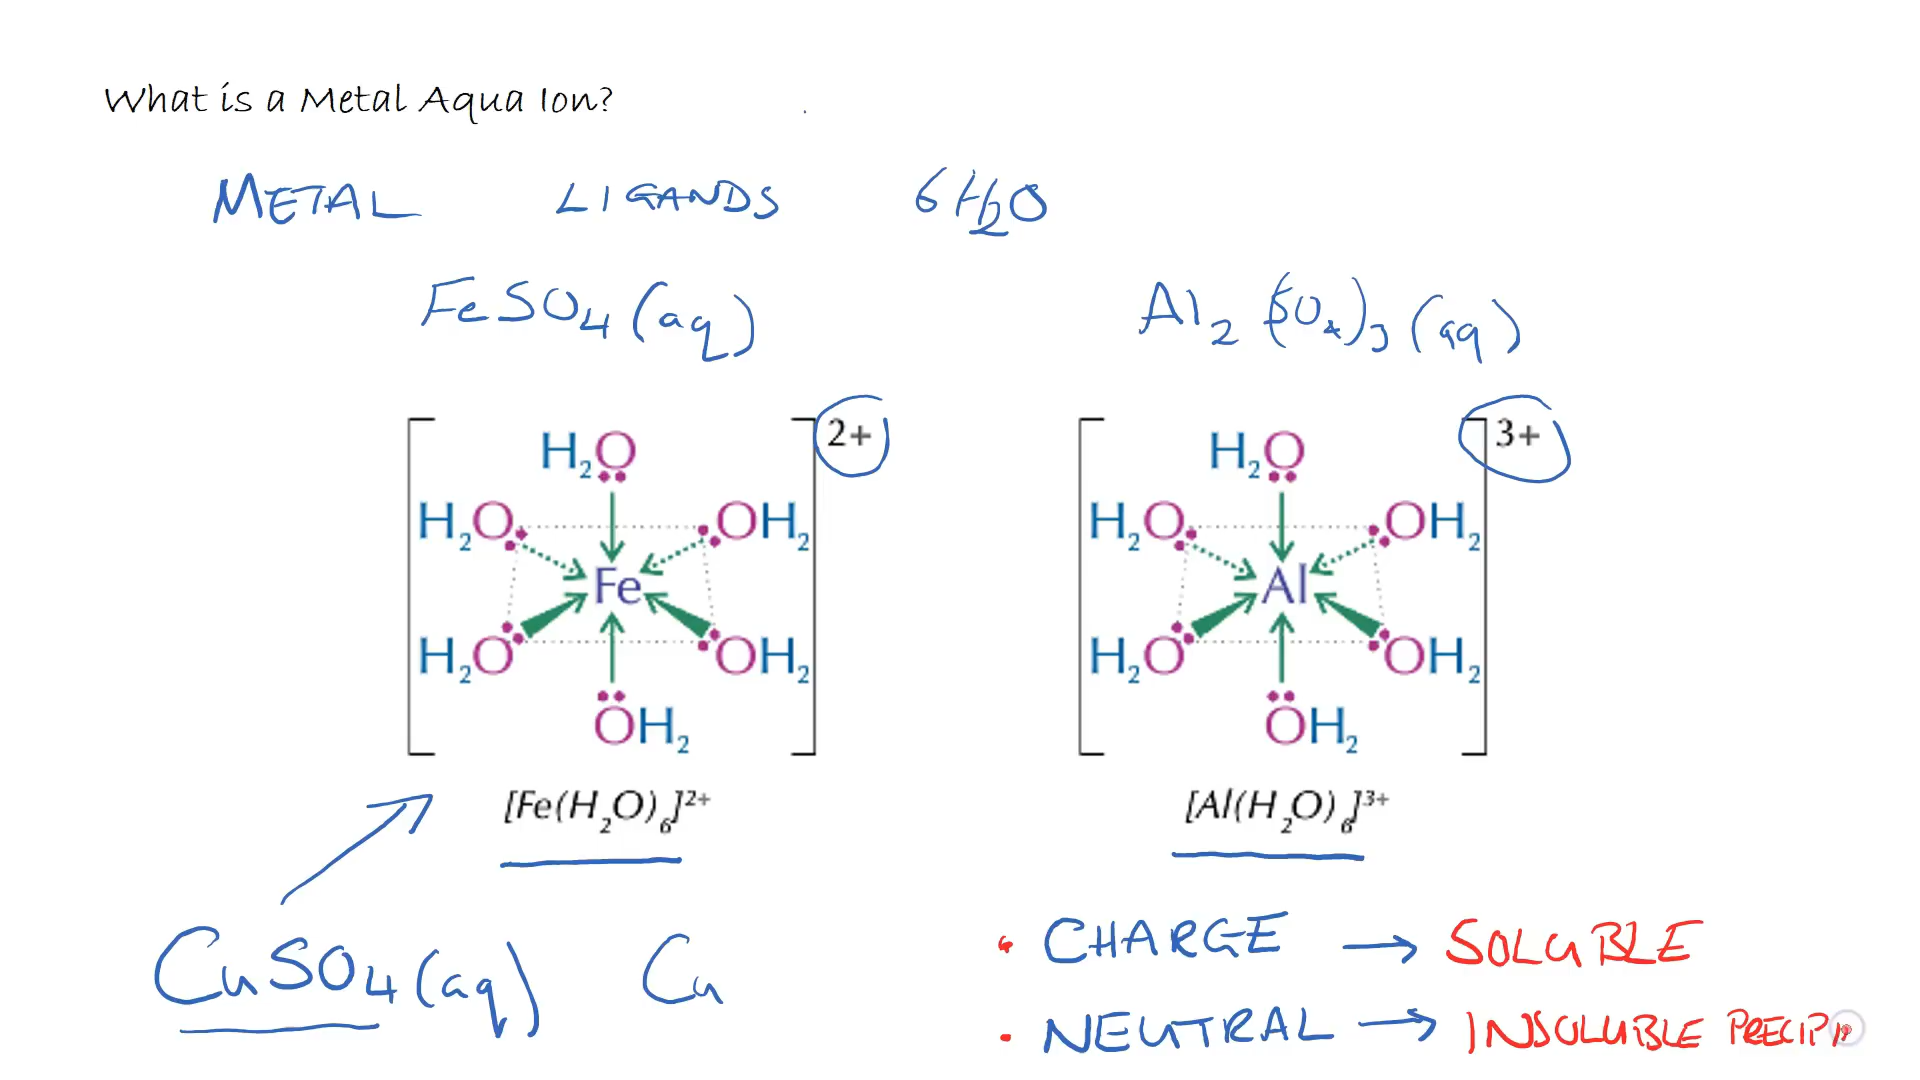 What is a Metal Aqua Ion?
METAL LIGANDS 6H₂O
FeSO₄(aq) Al₂(SO₄)₃(aq)
2+ 3+
H₂O H₂O
H₂O OH₂ H₂O OH₂
Fe Al
H₂O OH₂ H₂O OH₂
OH₂ OH₂
[Fe(H₂O)₆]²⁺ [Al(H₂O)₆]³⁺
• CHARGE → SOLUBLE
CuSO₄(aq) Cu
• NEUTRAL → INSOLUBLE PRECIP